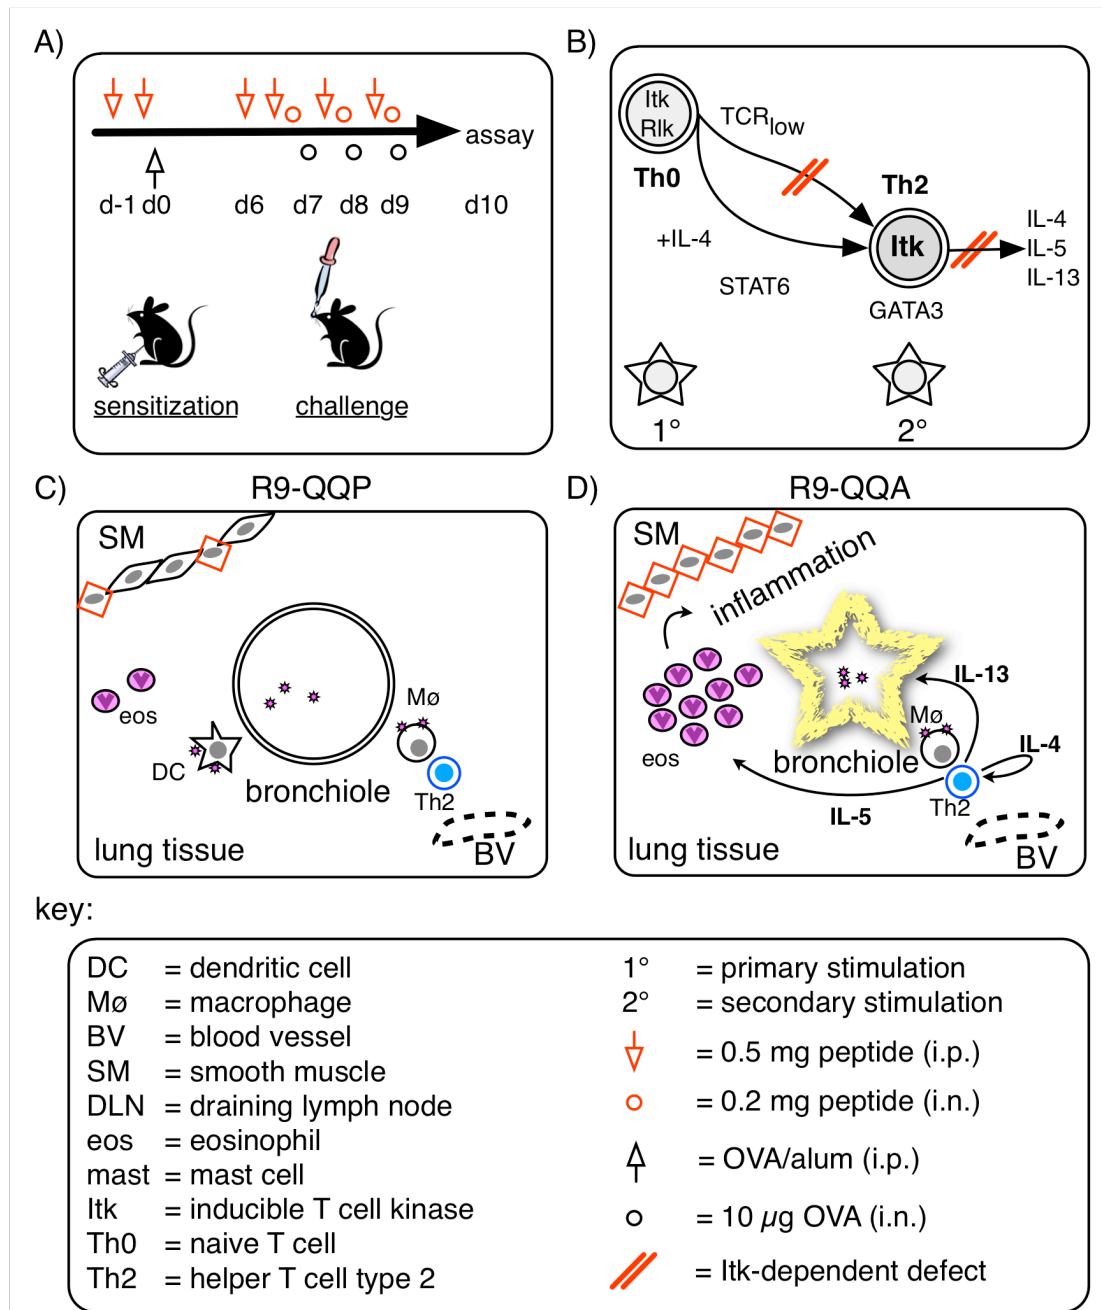 A)
assay
d-1 d0 d6 d7 d8 d9 d10
sensitization challenge
B)
Itk
Rlk
Th0
TCRlow
+IL-4
STAT6
Th2
Itk
GATA3
IL-4
IL-5
IL-13
1° 2°
C) R9-QQP
SM
eos
DC
Mø
Th2
bronchiole
lung tissue
BV
D) R9-QQA
SM
inflammation
IL-13
Mø
IL-4
eos
bronchiole
Th2
IL-5
lung tissue
BV
key:
DC = dendritic cell
Mø = macrophage
BV = blood vessel
SM = smooth muscle
DLN = draining lymph node
eos = eosinophil
mast = mast cell
Itk = inducible T cell kinase
Th0 = naive T cell
Th2 = helper T cell type 2
1° = primary stimulation
2° = secondary stimulation
= 0.5 mg peptide (i.p.)
= 0.2 mg peptide (i.n.)
= OVA/alum (i.p.)
= 10 µg OVA (i.n.)
= Itk-dependent defect